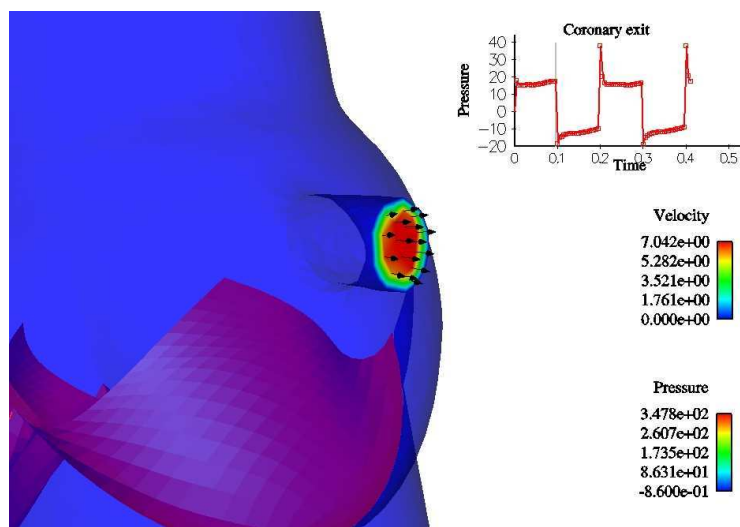 Coronary exit
Pressure
40
30
20
10
0
−10
−20
0
0.1
0.2
0.3
0.4
0.5
Time
Velocity
7.042e+00
5.282e+00
3.521e+00
1.761e+00
0.000e+00
Pressure
3.478e+02
2.607e+02
1.735e+02
8.631e+01
-8.600e-01